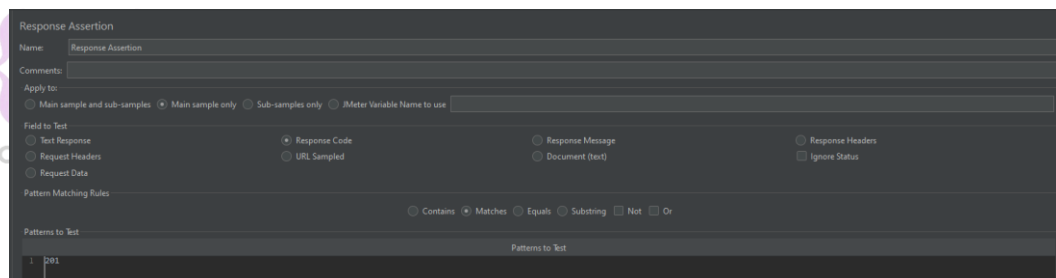 Response Assertion
Name: Response Assertion
Comments:
Apply to:
Main sample and sub-samples Main sample only Sub-samples only JMeter Variable Name to use
Field to Test
Text Response Response Code Response Message Response Headers
Request Headers URL Sampled Document (text) Ignore Status
Request Data
Pattern Matching Rules
Contains Matches Equals Substring Not Or
Patterns to Test
Patterns to Test
1 201